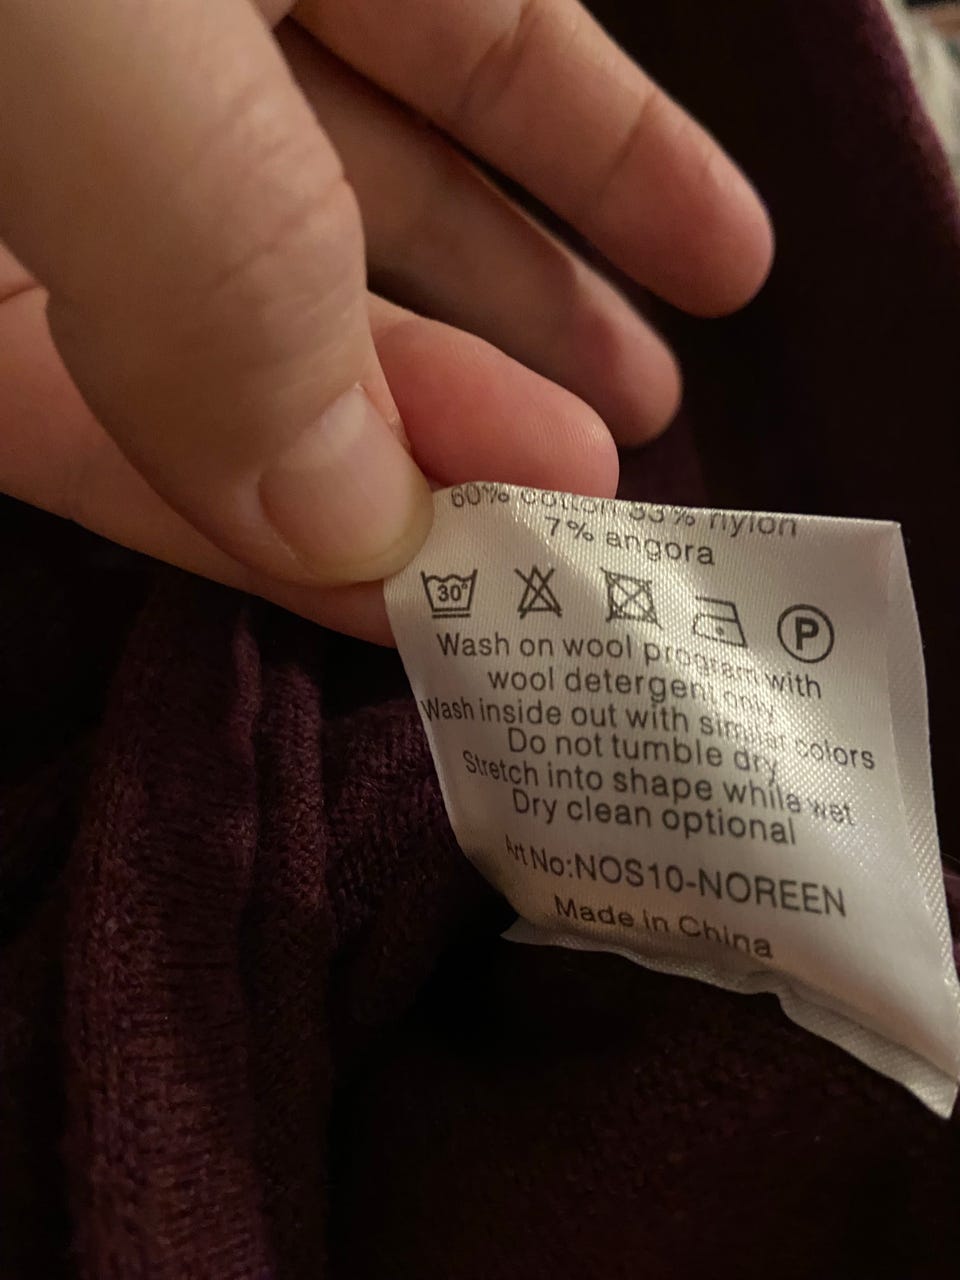 60% cotton 33% nylon
7% angora
30°
P
Wash on wool program with
wool detergent only
Wash inside out with similar colors
Do not tumble dry
Stretch into shape while wet
Dry clean optional
Art No:NOS10-NOREEN
Made in China